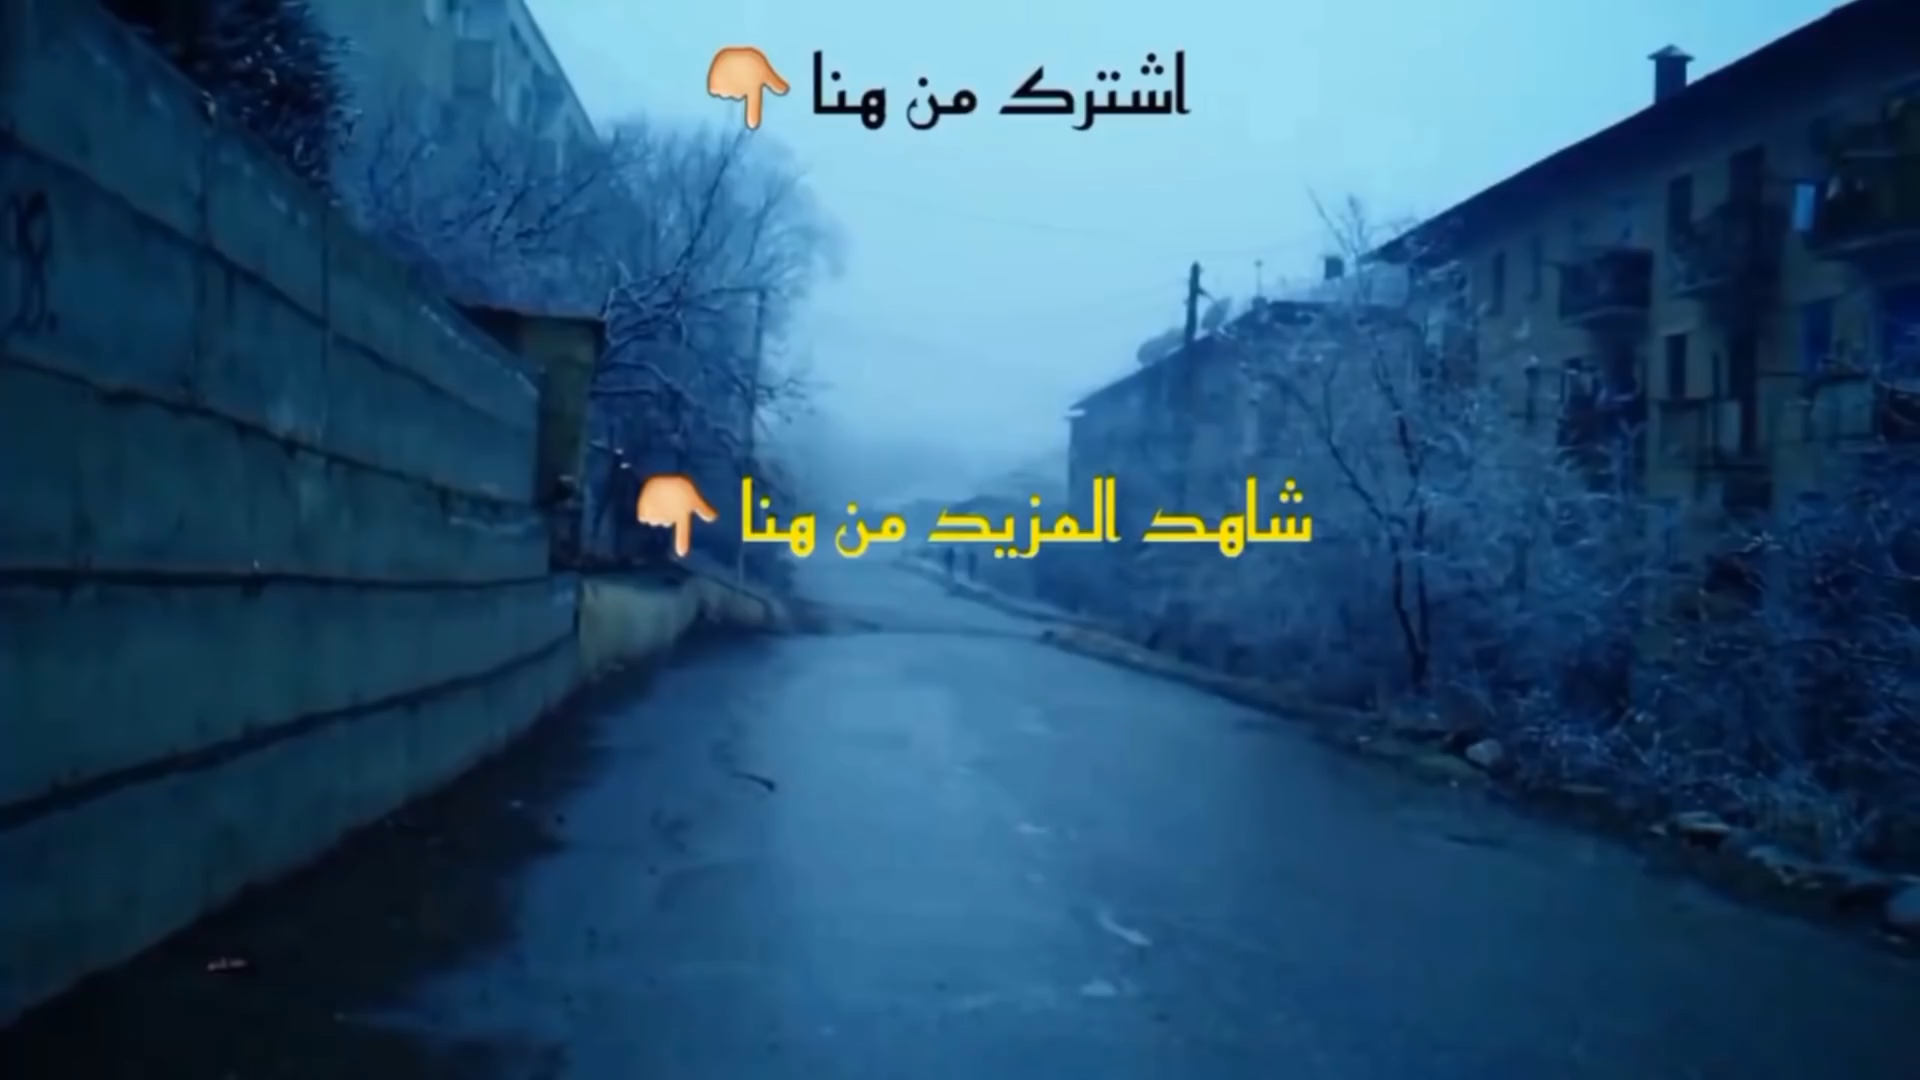 اشترك من هنا 👇
شاهد المزيد من هنا 👇